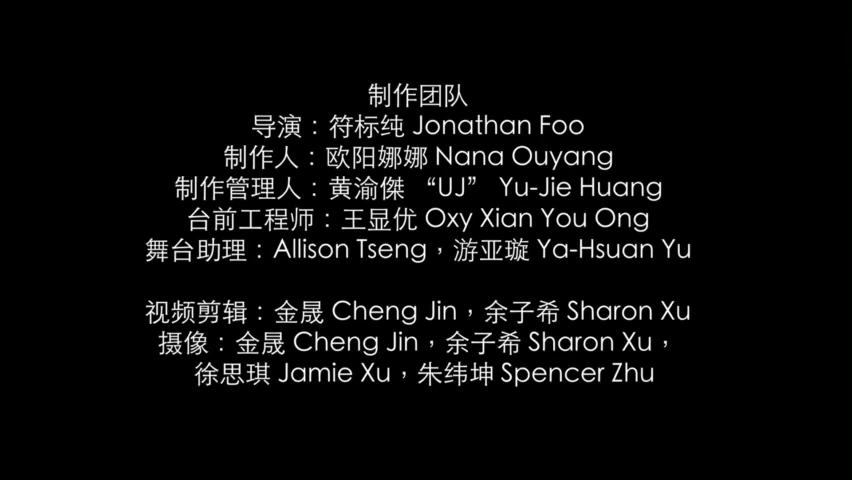 制作团队
导演：符标纯 Jonathan Foo
制作人：欧阳娜娜 Nana Ouyang
制作管理人：黄渝傑 “UJ” Yu-Jie Huang
台前工程师：王显优 Oxy Xian You Ong
舞台助理：Allison Tseng，游亚璇 Ya-Hsuan Yu
视频剪辑：金晟 Cheng Jin，余子希 Sharon Xu
摄像：金晟 Cheng Jin，余子希 Sharon Xu，
徐思琪 Jamie Xu，朱纬坤 Spencer Zhu